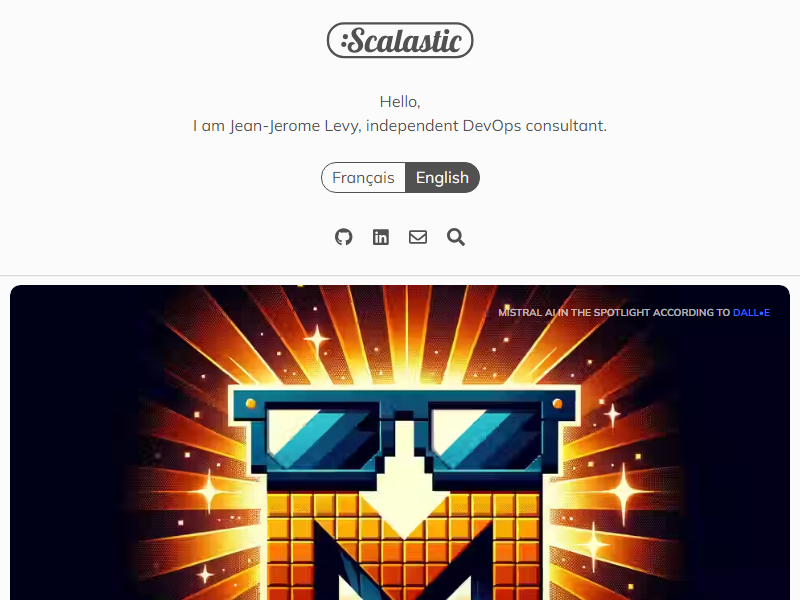 :Scalastic
Hello,
I am Jean-Jerome Levy, independent DevOps consultant.
Français English
MISTRAL AI IN THE SPOTLIGHT ACCORDING TO DALL•E
M